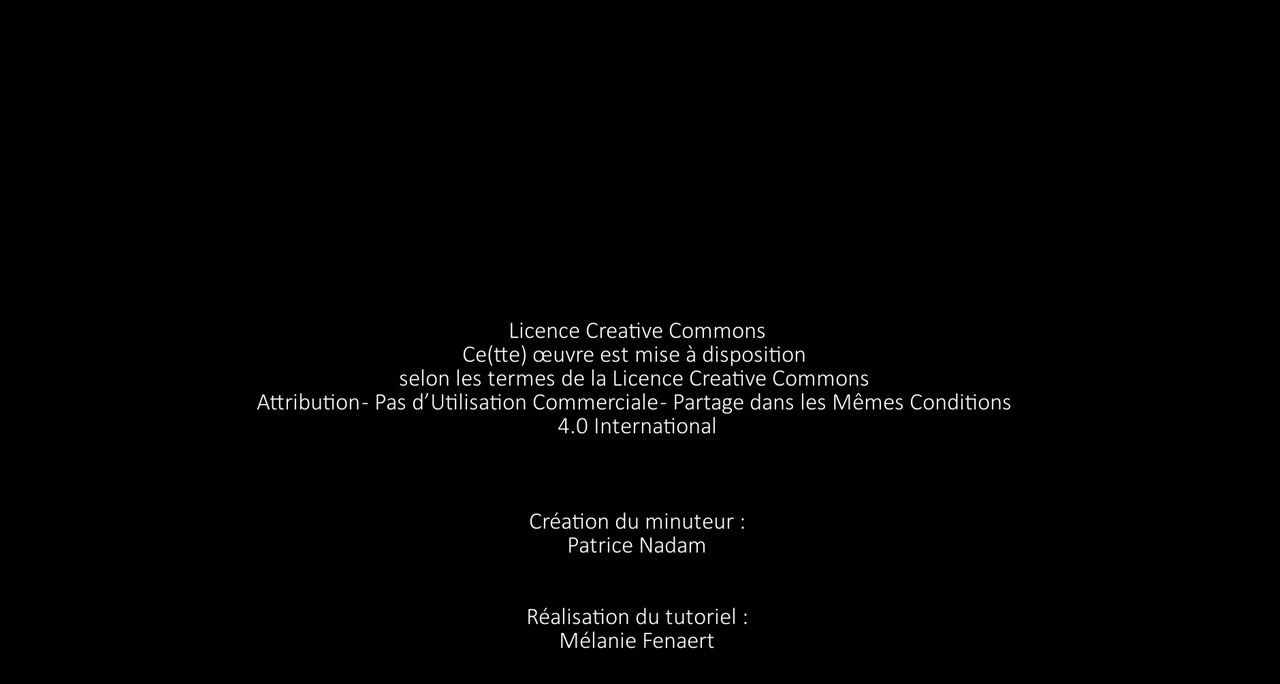 Licence Creative Commons
Ce(tte) œuvre est mise à disposition
selon les termes de la Licence Creative Commons
Attribution- Pas d’Utilisation Commerciale- Partage dans les Mêmes Conditions
4.0 International
Création du minuteur :
Patrice Nadam
Réalisation du tutoriel :
Mélanie Fenaert